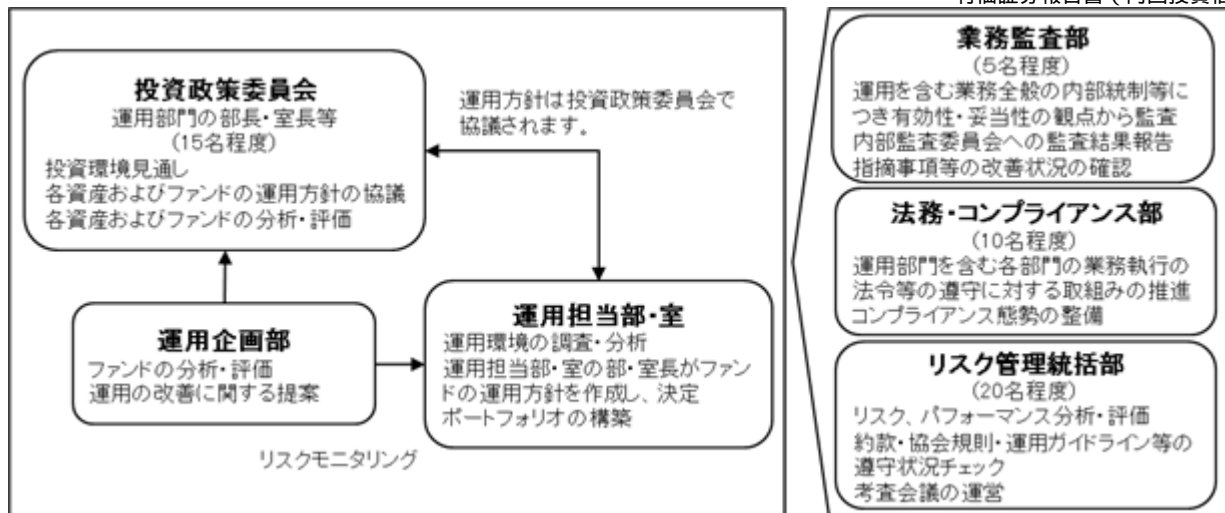 投資政策委員会
運用部門の部長・室長等
(15名程度)
投資環境見通し
各資産およびファンドの運用方針の協議
各資産およびファンドの分析・評価
運用方針は投資政策委員会で
協議されます。
運用企画部
ファンドの分析・評価
運用の改善に関する提案
運用担当部・室
運用環境の調査・分析
運用担当部・室の部・室長がファン
ドの運用方針を作成し、決定
ポートフォリオの構築
リスクモニタリング
業務監査部
(5名程度)
運用を含む業務全般の内部統制等に
つき有効性・妥当性の観点から監査
内部監査委員会への監査結果報告
指摘事項等の改善状況の確認
法務・コンプライアンス部
(10名程度)
運用部門を含む各部門の業務執行の
法令等の遵守に対する取組みの推進
コンプライアンス態勢の整備
リスク管理統括部
(20名程度)
リスク、パフォーマンス分析・評価
約款・協会規則・運用ガイドライン等の
遵守状況チェック
考査会議の運営